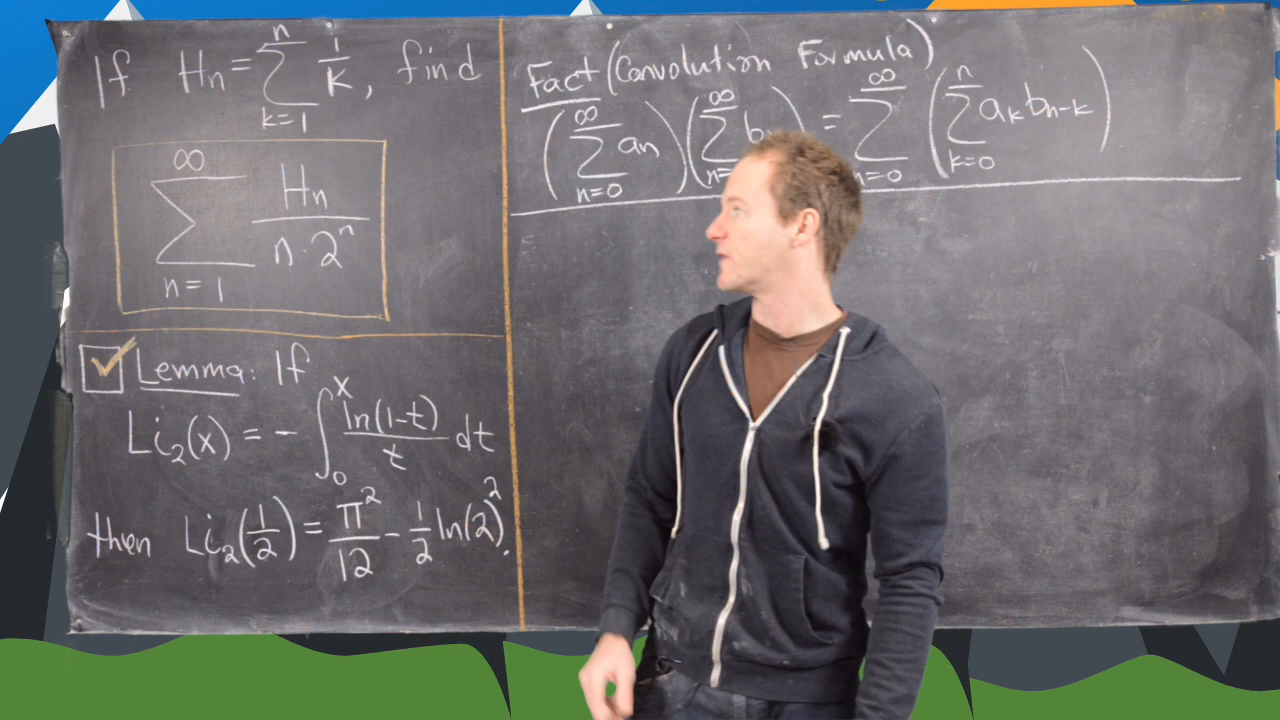 If Hn = ∑_{k=1}^{n} 1/k, find
∑_{n=1}^{∞} Hn/(n·2^n)
☑ Lemma: If
Li₂(x) = - ∫_0^x ln(1-t)/t dt
then Li₂(1/2) = π²/12 - 1/2 ln(2)².
Fact (Convolution Formula)
(∑_{n=0}^{∞} an)(∑_{n=}^{∞} b) = ∑_{n=0}^{∞} (∑_{k=0}^{n} ak bn-k)